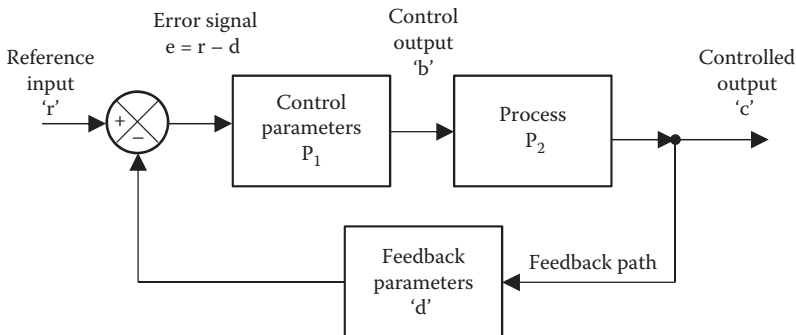 Error signal
e = r – d
Reference
input
‘r’
+
–
Control
parameters
P1
Control
output
‘b’
Process
P2
Controlled
output
‘c’
Feedback path
Feedback
parameters
‘d’